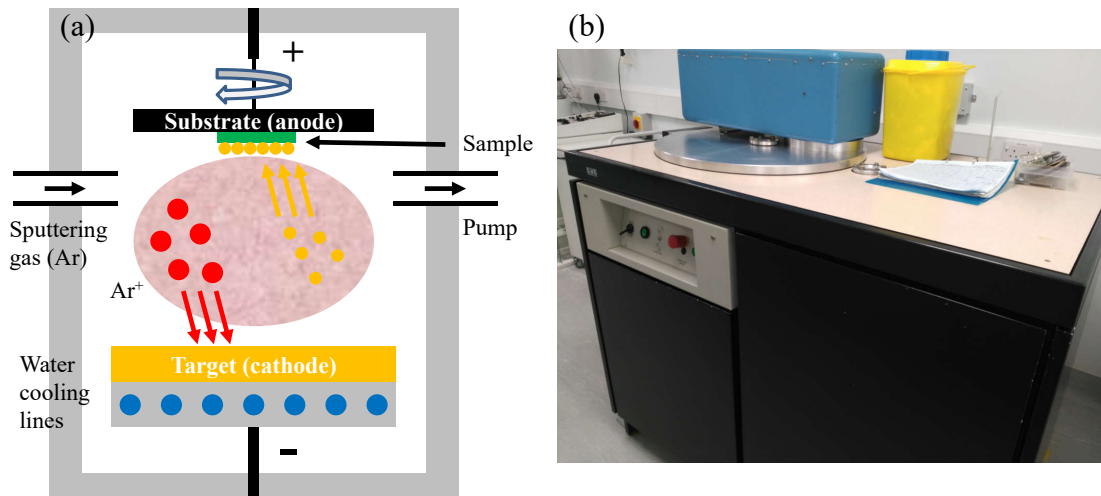 (a)
+
Substrate (anode)
Sample
Sputtering
gas (Ar)
Pump
Ar⁺
Water
cooling
lines
Target (cathode)
-
(b)